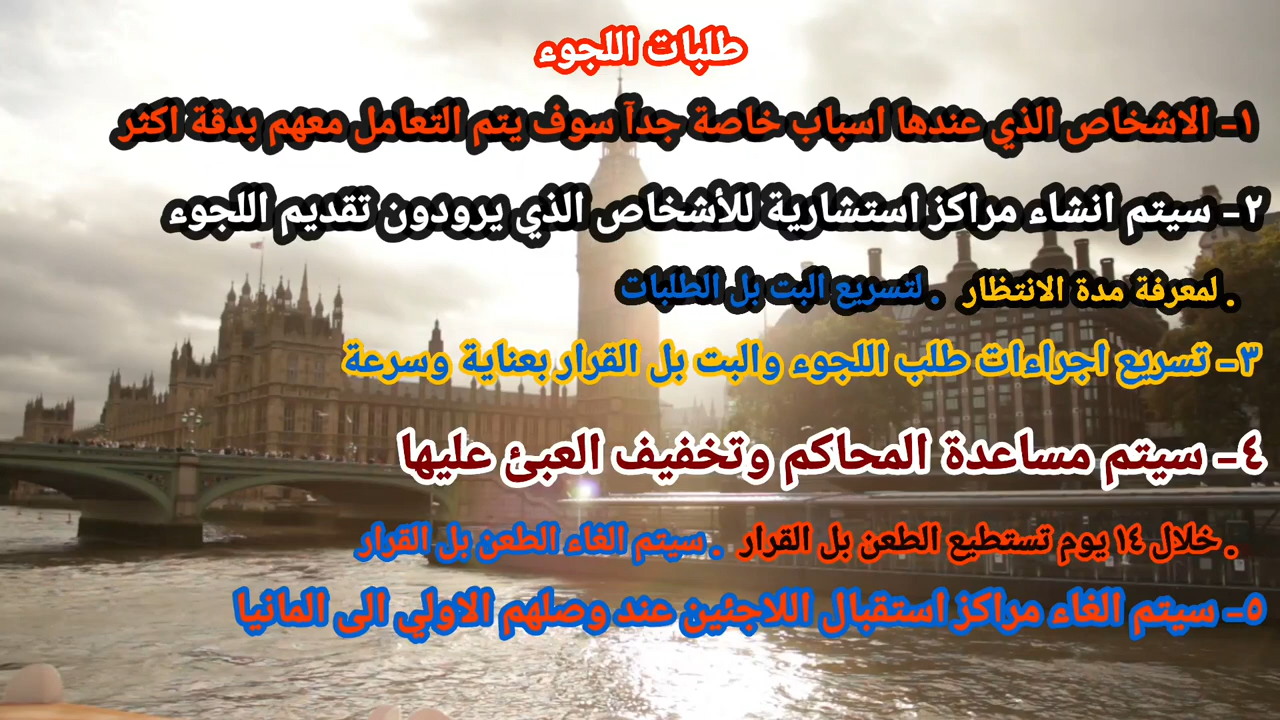 طلبات اللجوء
١- الاشخاص الذي عندها اسباب خاصة جدآ سوف يتم التعامل معهم بدقة اكثر
٢- سيتم انشاء مراكز استشارية للأشخاص الذي يرودون تقديم اللجوء
. لمعرفة مدة الانتظار . لتسريع البت بل الطلبات
٣- تسريع اجراءات طلب اللجوء والبت بل القرار بعناية وسرعة
٤- سيتم مساعدة المحاكم وتخفيف العبئ عليها
. خلال ١٤ يوم تستطيع الطعن بل القرار . سيتم الغاء الطعن بل القرار
٥- سيتم الغاء مراكز استقبال اللاجئين عند وصلهم الاولي الى المانيا